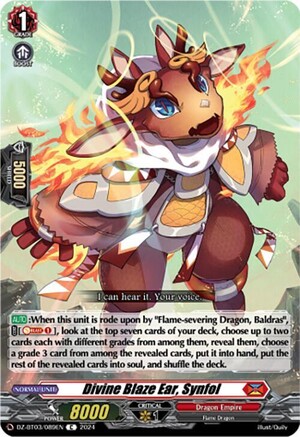 1
GRADE
BOOST
5000
SHIELD
I can hear it. Your voice.
AUTO :When this unit is rode upon by "Flame-severing Dragon, Baldras",
1], look at the top seven cards of your deck, choose up to two
cards each with different grades from among them, reveal them, choose
a grade 3 card from among the revealed cards, put it into hand, put the
rest of the revealed cards into soul, and shuffle the deck.
NORMAL UNIT
Divine Blaze Ear, Synfol
POWER 8000
CRITICAL 1
Dragon Empire
Flame Dragon
D DZ-BT03/089EN C 2024
illust/Quily